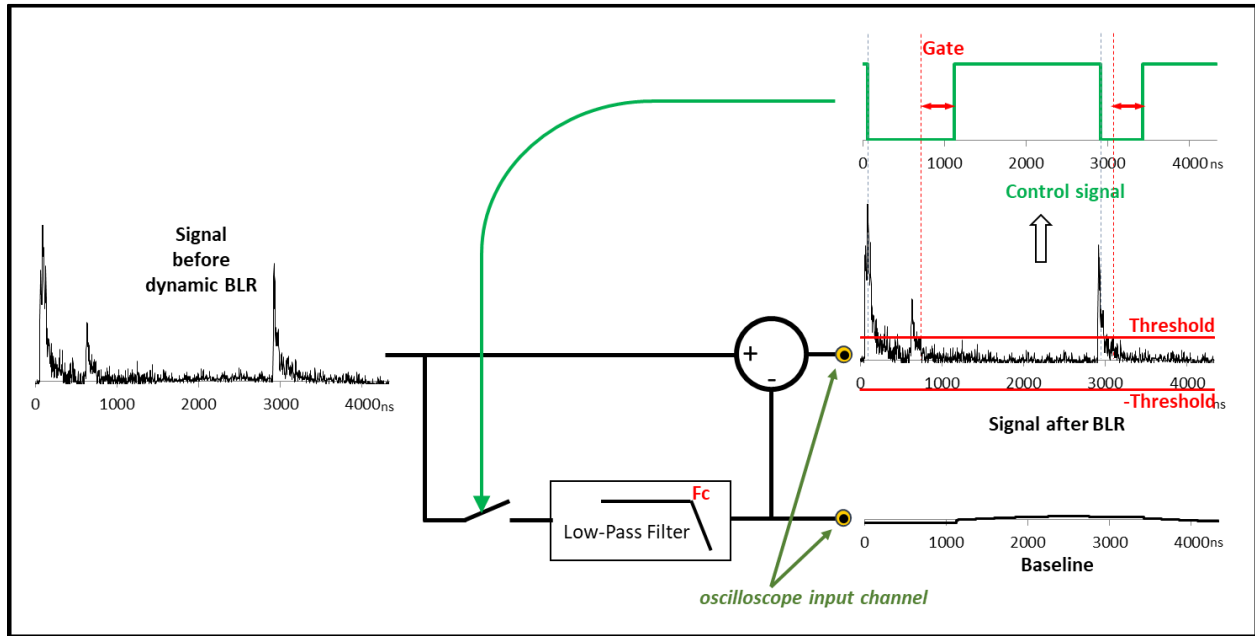 Gate
0
1000
2000
3000
4000ns
Control signal
Signal
before
dynamic BLR
0
1000
2000
3000
4000ns
+
-
Threshold
0
1000
2000
3000
4000
-Threshold
ns
Signal after BLR
Fc
Low-Pass Filter
0
1000
2000
3000
4000ns
Baseline
oscilloscope input channel